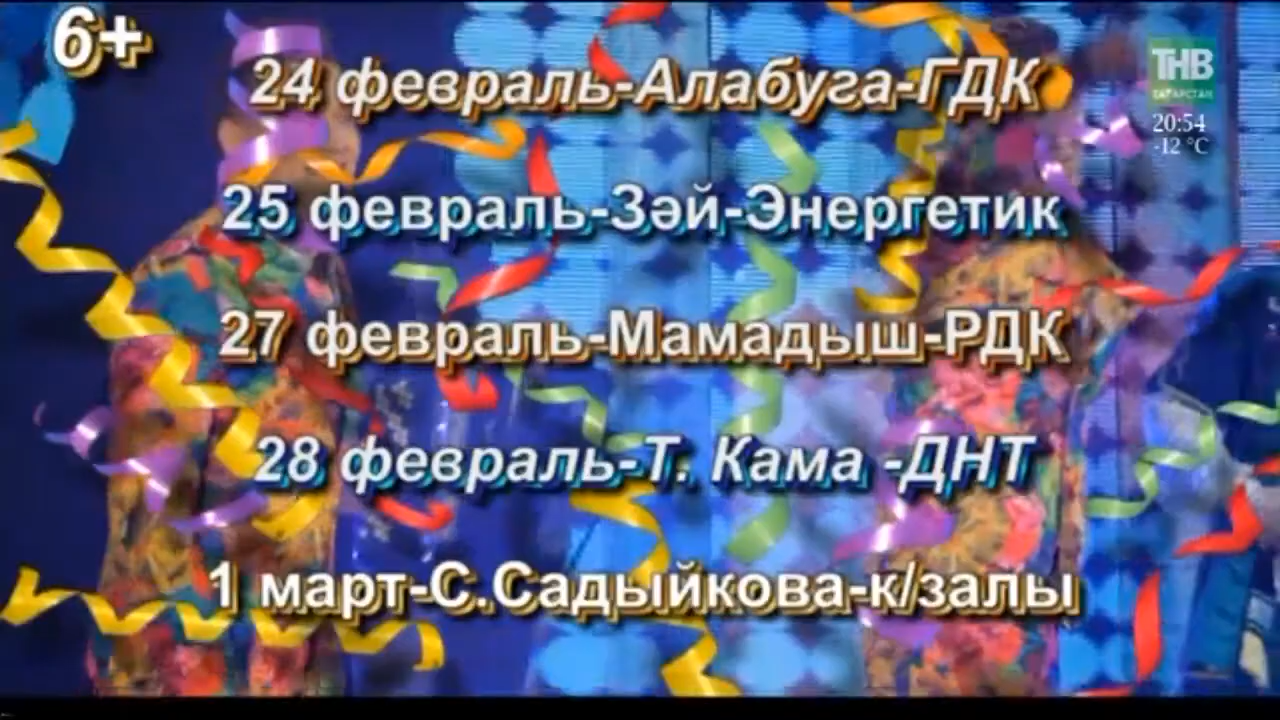 6+
24 февраль-Алабуга-ГДК
ТНВ
ТАТАРСТАН
20:54
-12 °C
25 февраль-Зәй-Энергетик
27 февраль-Мамадыш-РДК
28 февраль-Т. Кама -ДНТ
1 март-С.Садыйкова-к/залы